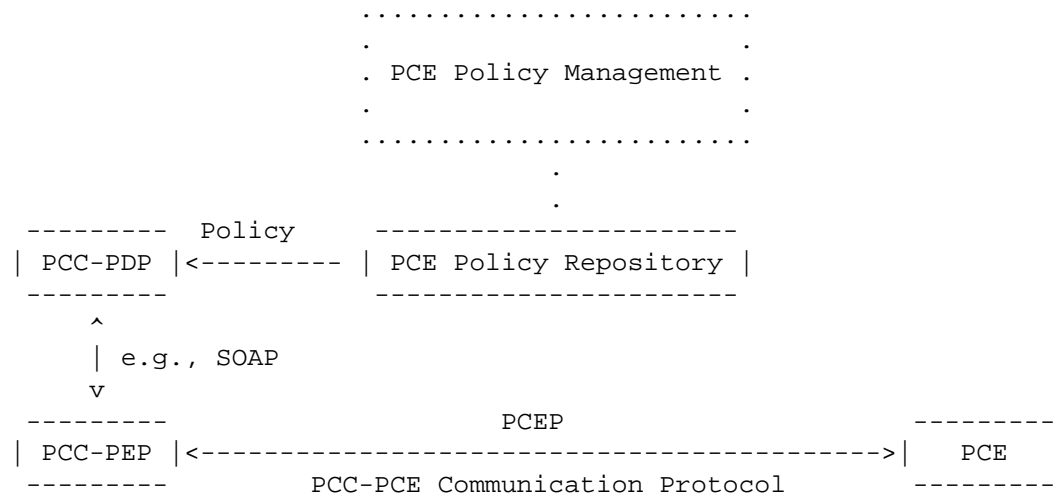 PCE Policy Management
Policy
PCC-PDP PCE Policy Repository
e.g., SOAP
PCEP
PCC-PEP PCE
PCC-PCE Communication Protocol